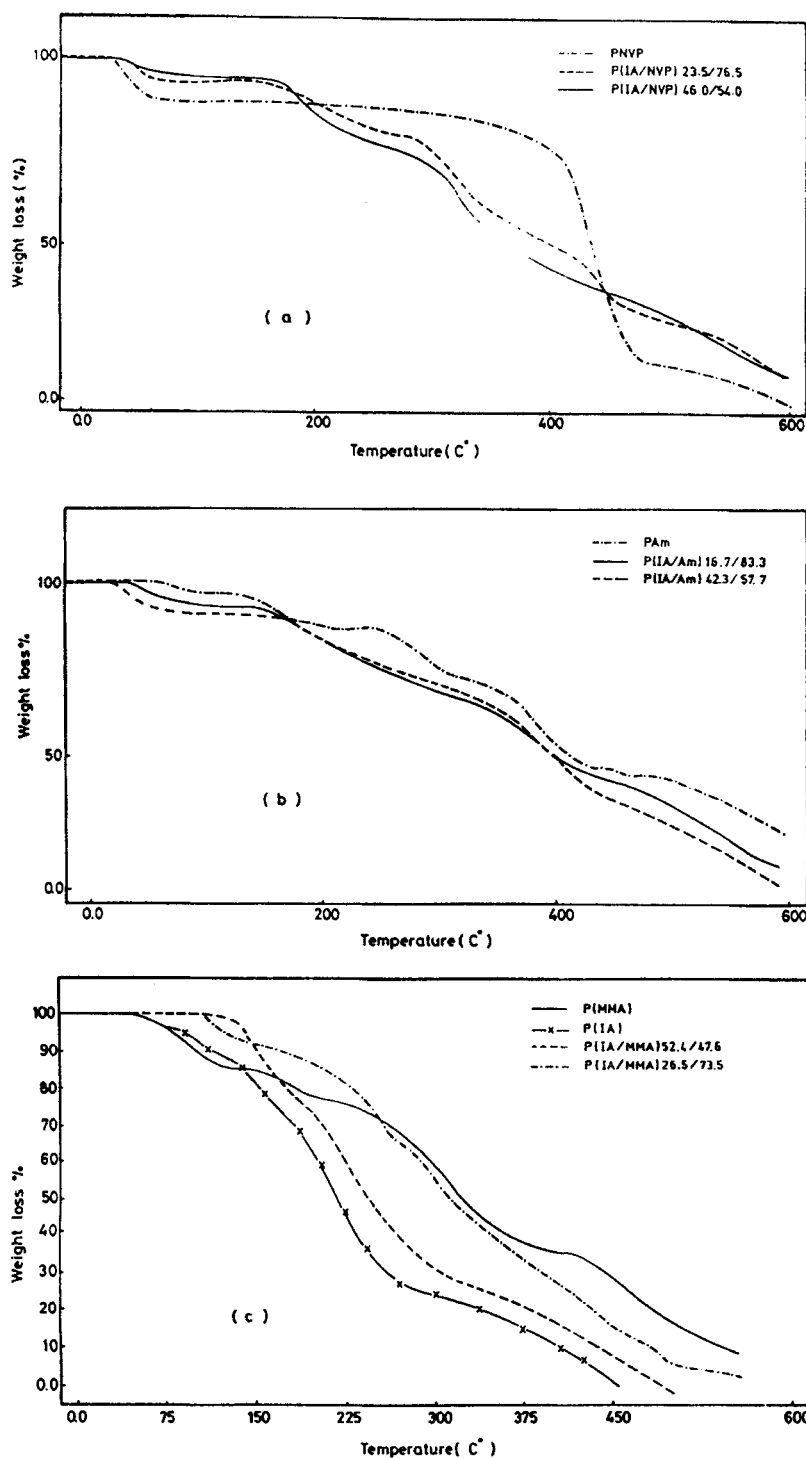 100
50
0.0
Weight loss (%)
PNVP
P(IA/NVP) 23.5/76.5
P(IA/NVP) 46.0/54.0
(a)
0.0 200 400 600
Temperature (C°)
100
50
0.0
Weight loss %
PAm
P(IA/Am) 16.7/83.3
P(IA/Am) 42.3/57.7
(b)
0.0 200 400 600
Temperature (C°)
100
90
80
70
60
50
40
30
20
10
0.0
Weight loss %
P(MMA)
P(IA)
P(IA/MMA) 52.4/47.6
P(IA/MMA) 26.5/73.5
(c)
0.0 75 150 225 300 375 450 600
Temperature (C°)